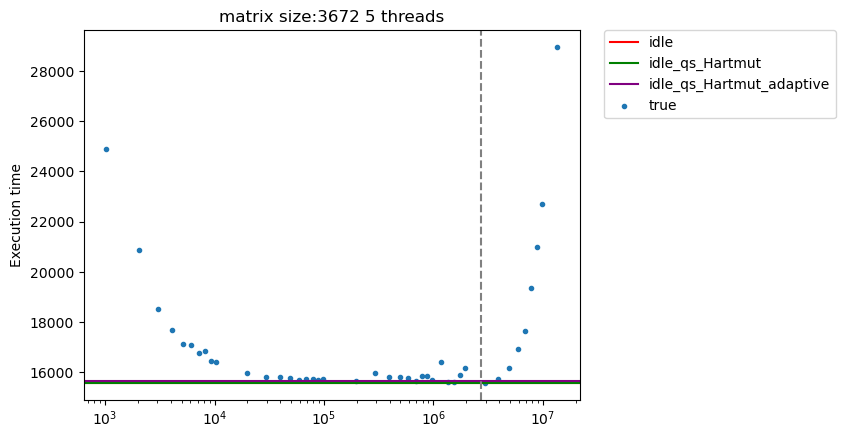 matrix size:3672 5 threads
idle
idle_qs_Hartmut
idle_qs_Hartmut_adaptive
true
Execution time
28000
26000
24000
22000
20000
18000
16000
10³ 10⁴ 10⁵ 10⁶ 10⁷